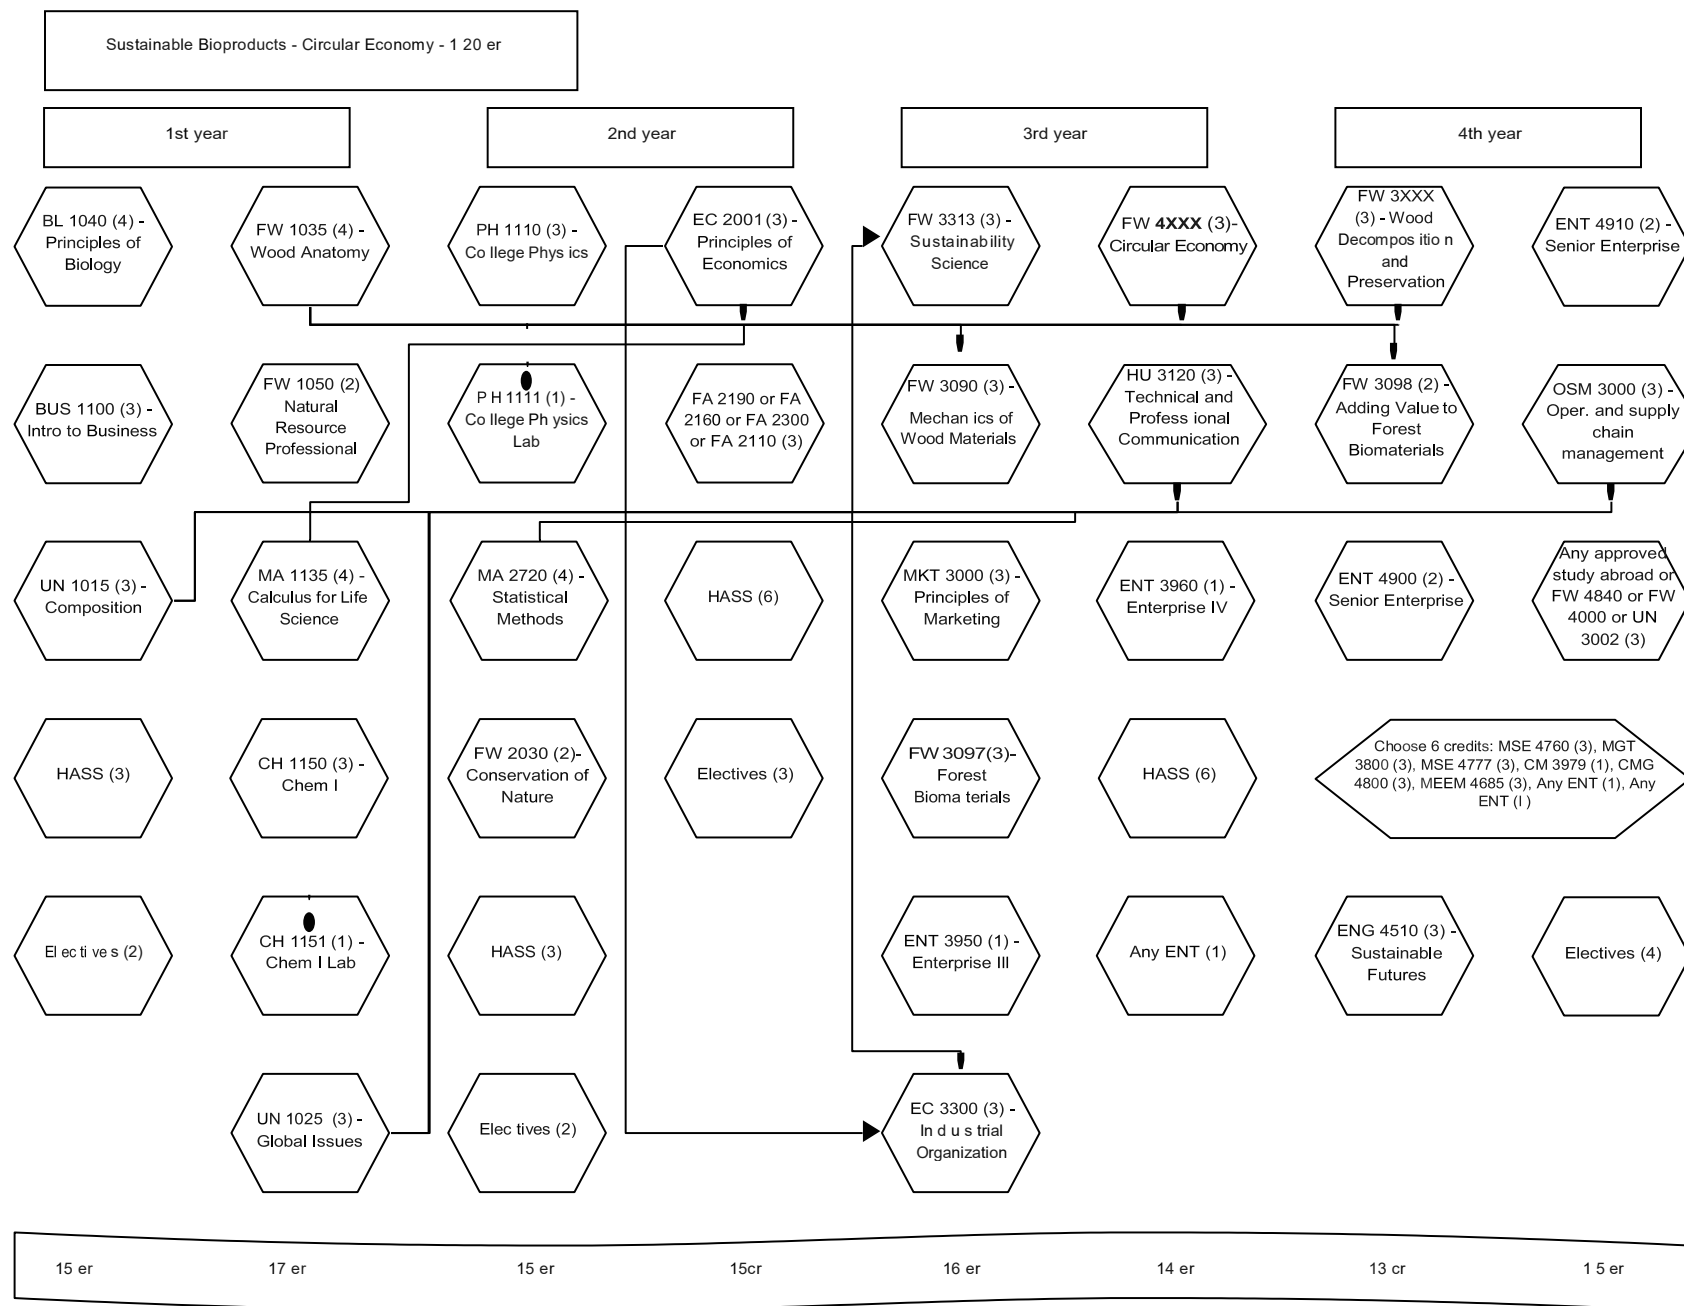 Sustainable Bioproducts - Circular Economy - 1 20 er
1st year
2nd year
3rd year
4th year
BL 1040 (4) -
Principles of
Biology
FW 1035 (4) -
Wood Anatomy
PH 1110 (3) -
Co llege Phys ics
EC 2001 (3) -
Principles of
Economics
FW 3313 (3) -
Sustainability
Science
FW 4XXX (3)-
Circular Economy
FW 3XXX
(3) - Wood
Decompos itio n
and
Preservation
ENT 4910 (2) -
Senior Enterprise
BUS 1100 (3) -
Intro to Business
FW 1050 (2)
Natural
Resource
Professional
P H 1111 (1) -
Co llege Ph ysics
Lab
FA 2190 or FA
2160 or FA 2300
or FA 2110 (3)
FW 3090 (3) -
Mechan ics of
Wood Materials
HU 3120 (3) -
Technical and
Profess ional
Communication
FW 3098 (2) -
Adding Value to
Forest
Biomaterials
OSM 3000 (3) -
Oper. and supply
chain
management
UN 1015 (3) -
Composition
MA 1135 (4) -
Calculus for Life
Science
MA 2720 (4) -
Statistical
Methods
HASS (6)
MKT 3000 (3) -
Principles of
Marketing
ENT 3960 (1) -
Enterprise IV
ENT 4900 (2) -
Senior Enterprise
Any approved
study abroad or
FW 4840 or FW
4000 or UN
3002 (3)
HASS (3)
CH 1150 (3) -
Chem I
FW 2030 (2)-
Conservation of
Nature
Electives (3)
FW 3097(3)-
Forest
Bioma terials
HASS (6)
Choose 6 credits: MSE 4760 (3), MGT
3800 (3), MSE 4777 (3), CM 3979 (1), CMG
4800 (3), MEEM 4685 (3), Any ENT (1), Any
ENT (I )
El ec ti ve s (2)
CH 1151 (1) -
Chem I Lab
HASS (3)
ENT 3950 (1) -
Enterprise III
Any ENT (1)
ENG 4510 (3) -
Sustainable
Futures
Electives (4)
UN 1025 (3) -
Global Issues
Elec tives (2)
EC 3300 (3) -
In d u s trial
Organization
15 er
17 er
15 er
15cr
16 er
14 er
13 cr
1 5 er